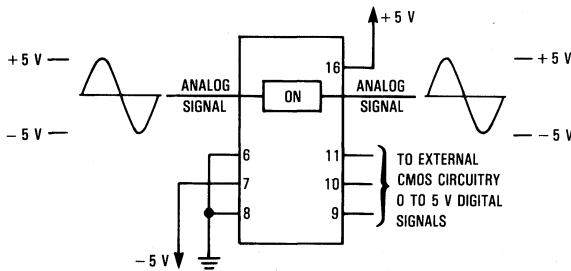 +5 V
16
+5 V
ANALOG
SIGNAL
ON
ANALOG
SIGNAL
+5 V
−5 V
−5 V
6
7
8
11
10
9
TO EXTERNAL
CMOS CIRCUITRY
0 TO 5 V DIGITAL
SIGNALS
−5 V